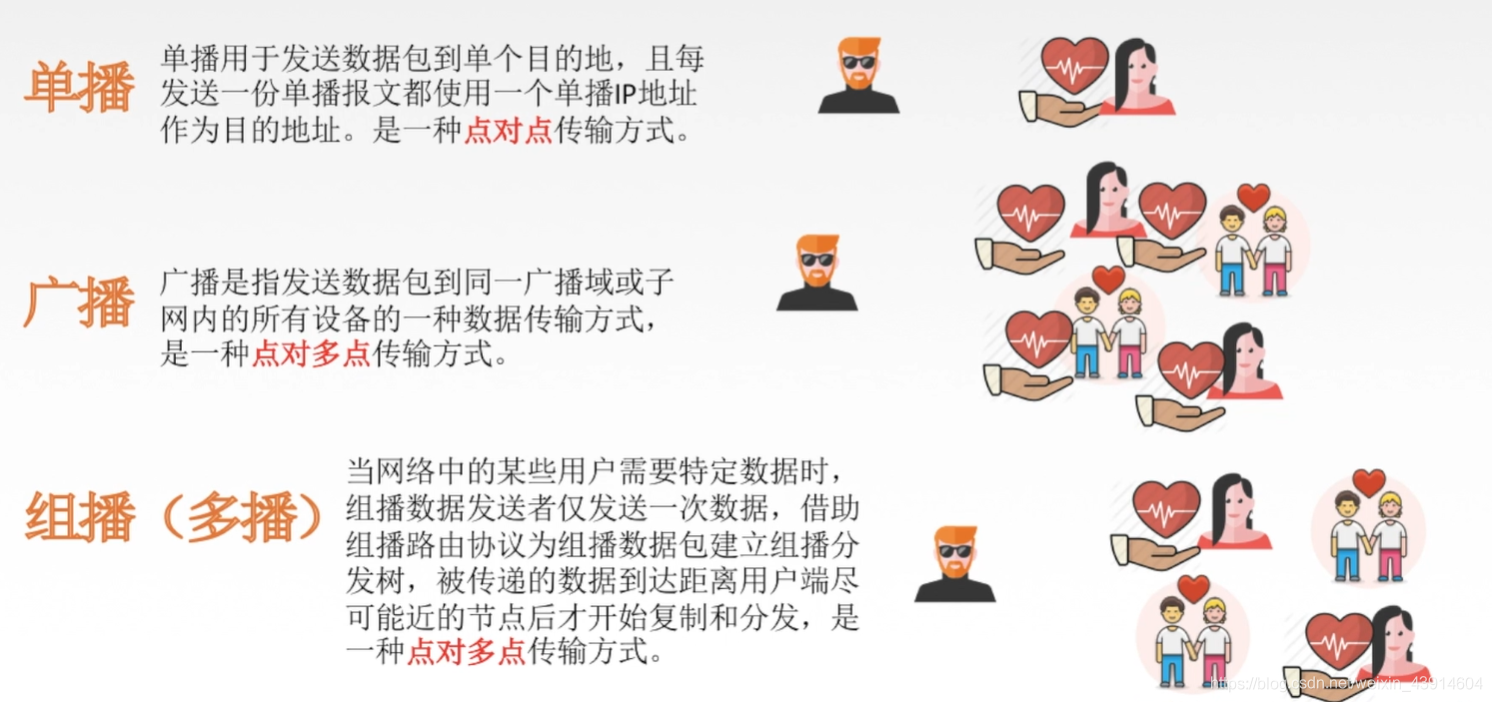 单播
单播用于发送数据包到单个目的地，且每
发送一份单播报文都使用一个单播IP地址
作为目的地址。是一种点对点传输方式。
广播
广播是指发送数据包到同一广播域或子
网内的所有设备的一种数据传输方式，
是一种点对多点传输方式。
组播（多播）
当网络中的某些用户需要特定数据时，
组播数据发送者仅发送一次数据，借助
组播路由协议为组播数据包建立组播分
发树，被传递的数据到达距离用户端尽
可能近的节点后才开始复制和分发，是
一种点对多点传输方式。
https://blog.csdn.net/weixin_43914604